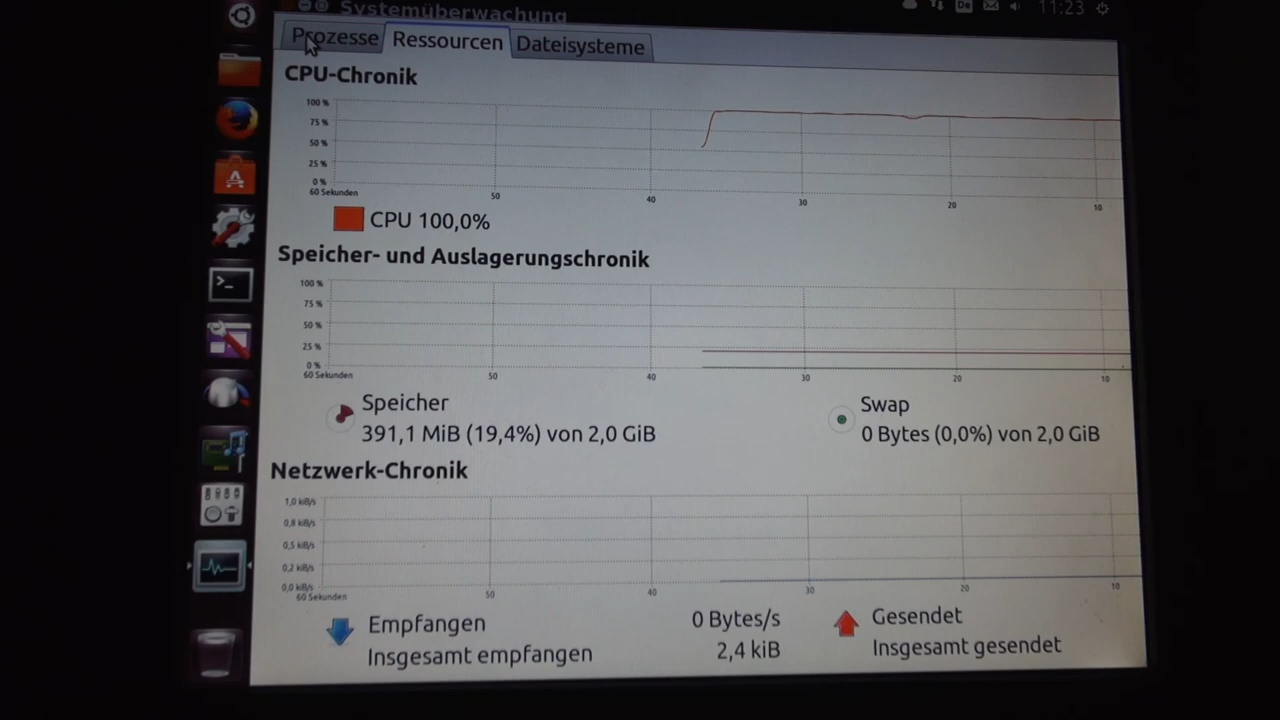 Systemüberwachung
De 11:23
Prozesse Ressourcen Dateisysteme
CPU-Chronik
100 %
75 %
50 %
25 %
0 %
60 Sekunden 50 40 30 20 10
CPU 100,0%
Speicher- und Auslagerungschronik
100 %
75 %
50 %
25 %
0 %
60 Sekunden 50 40 30 20 10
Speicher
391,1 MiB (19,4%) von 2,0 GiB
Swap
0 Bytes (0,0%) von 2,0 GiB
Netzwerk-Chronik
1,0 kiB/s
0,8 kiB/s
0,5 kiB/s
0,2 kiB/s
0,0 kiB/s
60 Sekunden 50 40 30 20 10
Empfangen 0 Bytes/s
Insgesamt empfangen 2,4 kiB
Gesendet
Insgesamt gesendet